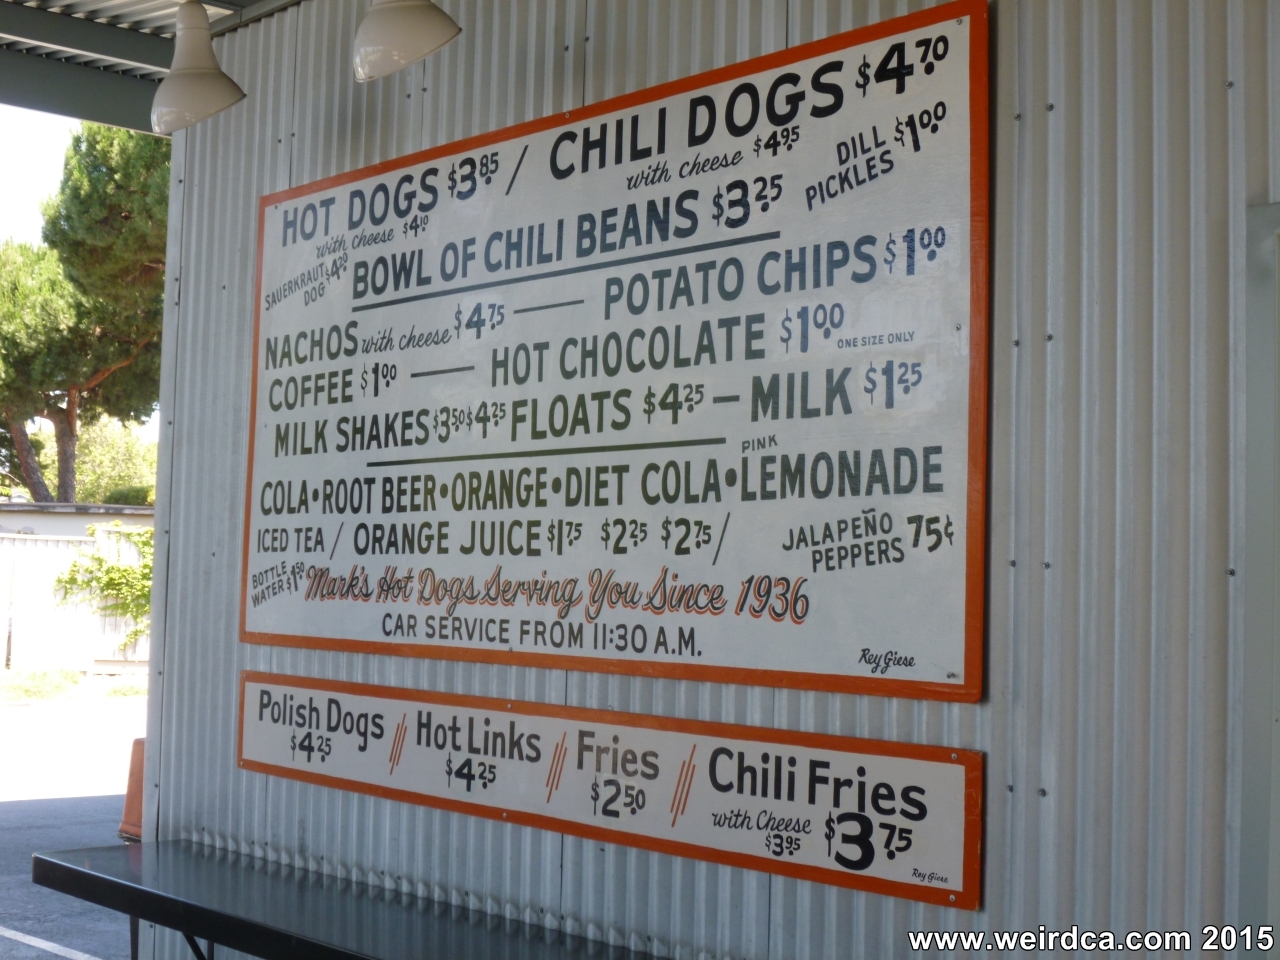 HOT DOGS $3.85 / CHILI DOGS $4.70
with cheese $4.10 with cheese $4.95 DILL PICKLES $1.00
SAUERKRAUT DOG $4.20 BOWL OF CHILI BEANS $3.25
NACHOS with cheese $4.75 — POTATO CHIPS $1.00
COFFEE $1.00 — HOT CHOCOLATE $1.00 ONE SIZE ONLY
MILK SHAKES $3.50 $4.25 FLOATS $4.25 — MILK $1.25
COLA • ROOT BEER • ORANGE • DIET COLA • PINK LEMONADE
ICED TEA / ORANGE JUICE $1.75 $2.25 $2.75 / JALAPEÑO PEPPERS 75¢
BOTTLE WATER $1.50 Mark's Hot Dogs Serving You Since 1936
CAR SERVICE FROM 11:30 A.M.
Rey Giese
Polish Dogs $4.25 // Hot Links $4.25 // Fries $2.50 // Chili Fries $3.75
with Cheese $3.95
Rey Giese
www.weirdca.com 2015